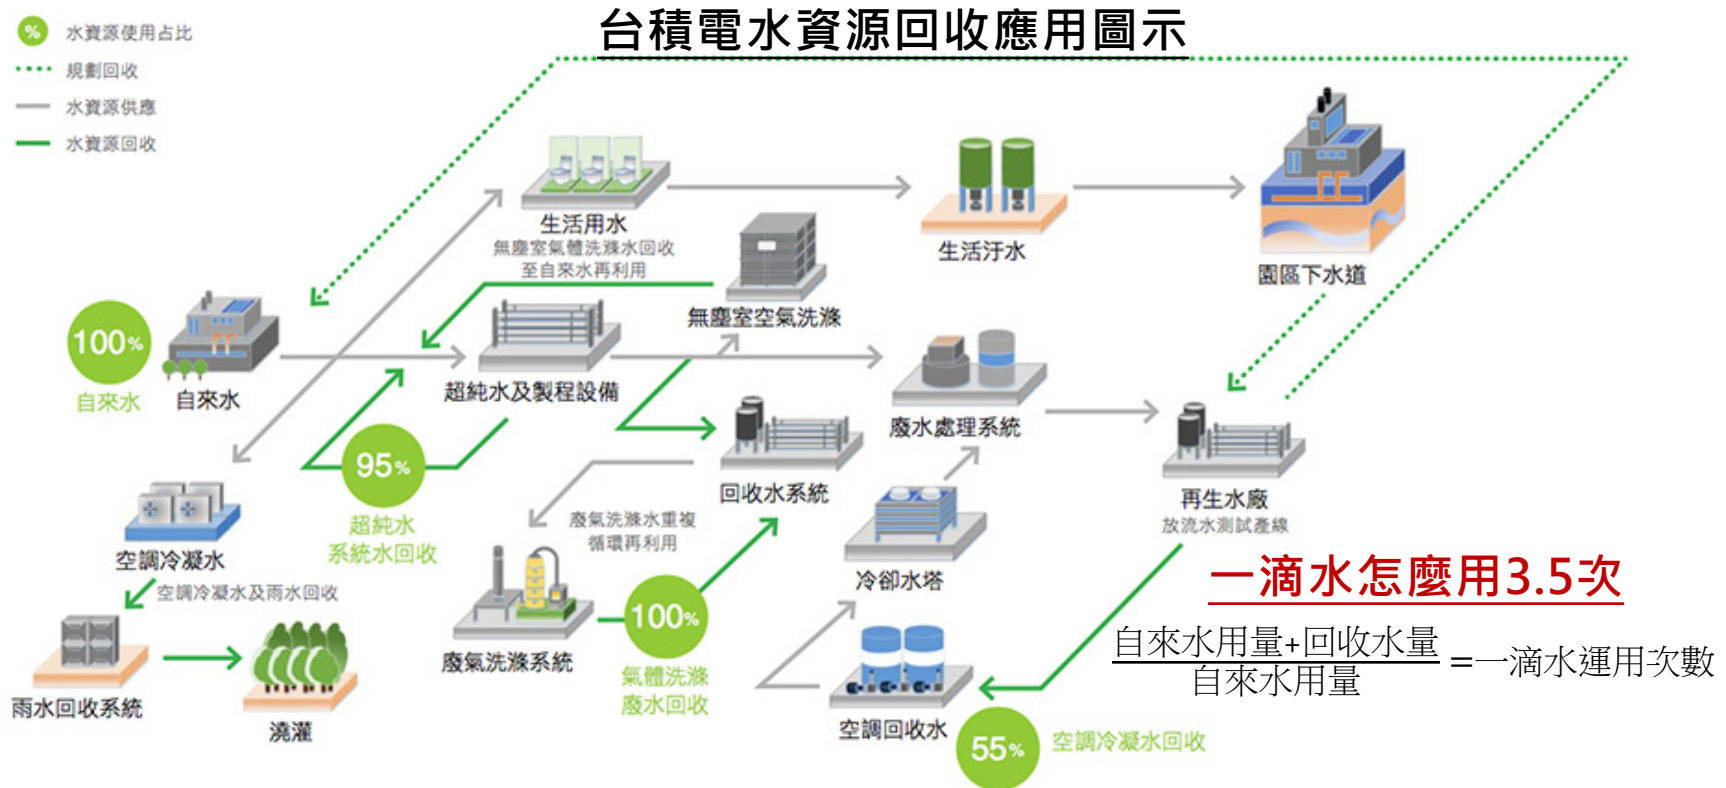 台積電水資源回收應用圖示
% 水資源使用占比
規劃回收
水資源供應
水資源回收
生活用水
無塵室氣體洗滌水回收
至自來水再利用
生活汙水
園區下水道
無塵室空氣洗滌
100%
自來水
自來水
超純水及製程設備
廢水處理系統
95%
超純水
系統水回收
回收水系統
再生水廠
放流水測試產線
空調冷凝水
空調冷凝水及雨水回收
廢氣洗滌水重複
循環再利用
冷卻水塔
一滴水怎麼用3.5次
自來水用量+回收水量
自來水用量
=一滴水運用次數
100%
氣體洗滌
廢水回收
廢氣洗滌系統
雨水回收系統
澆灌
空調回收水
55%
空調冷凝水回收